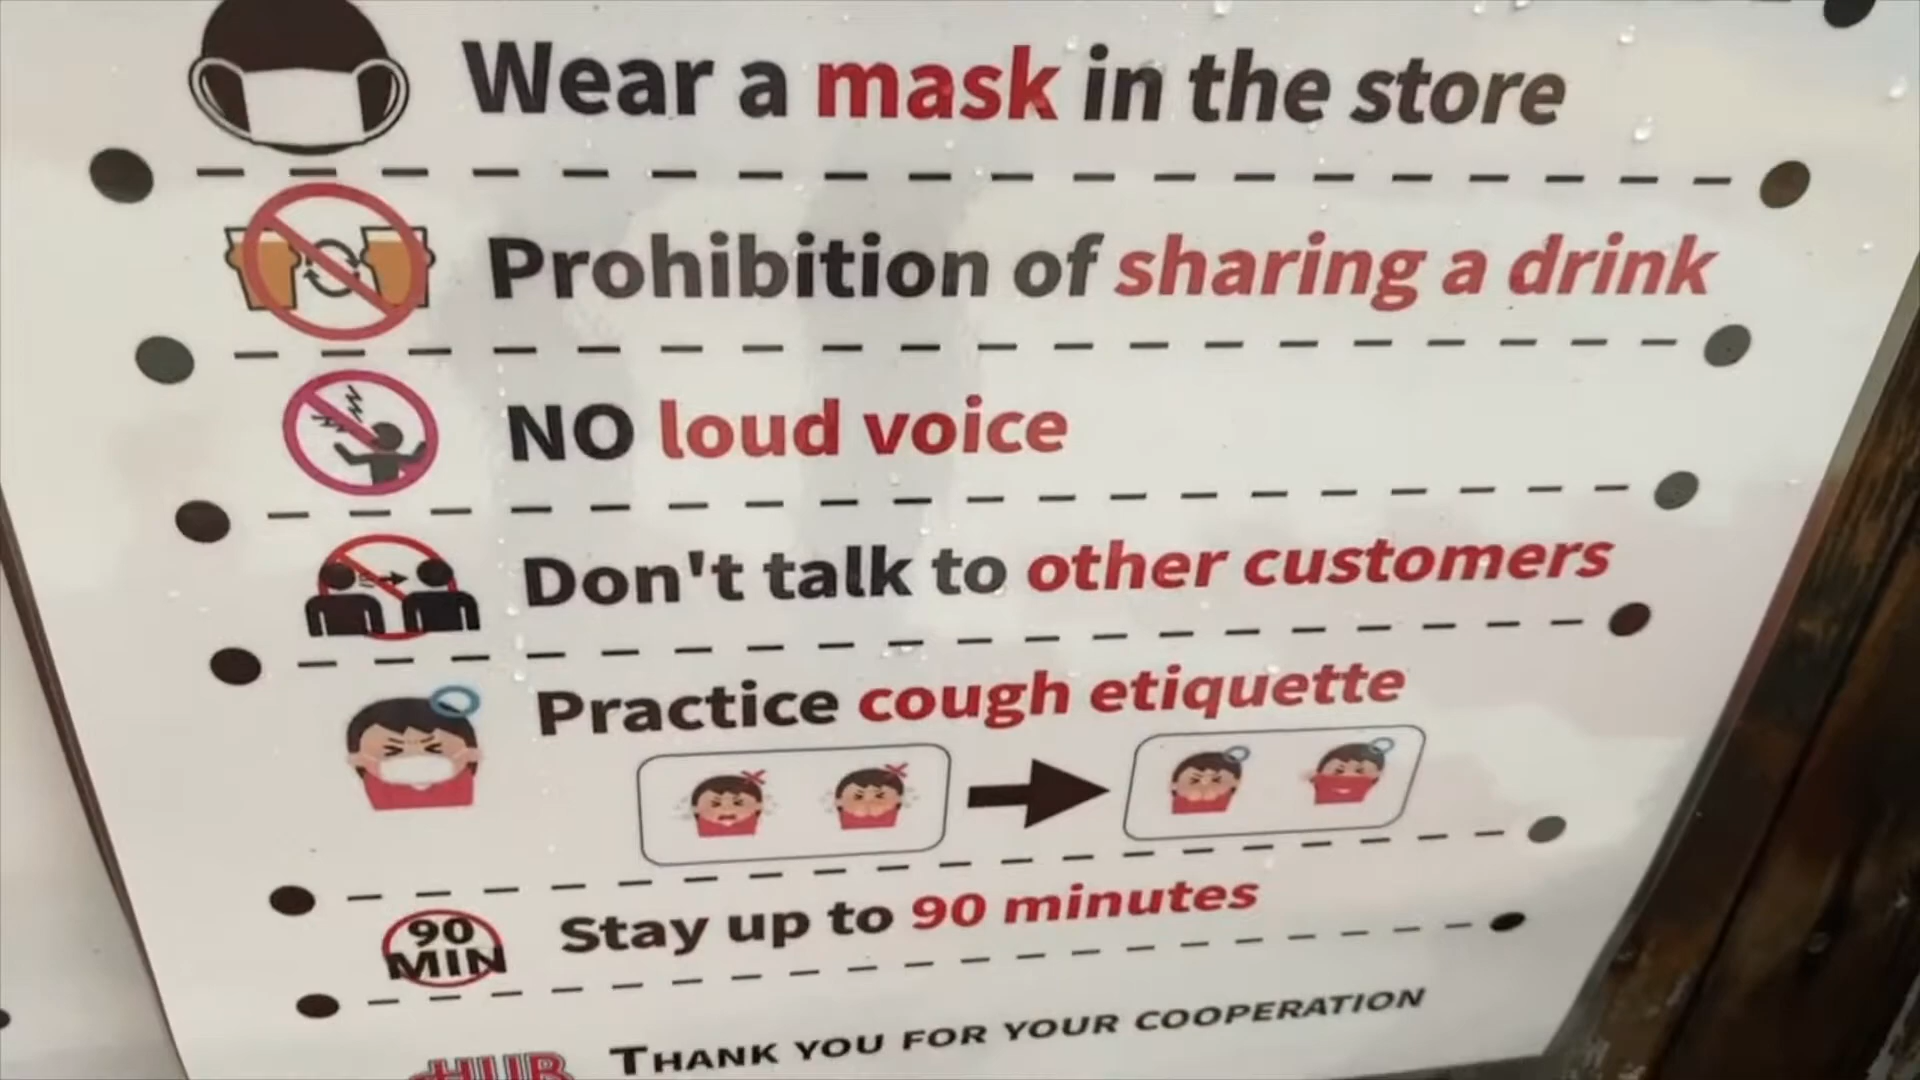 Wear a mask in the store
Prohibition of sharing a drink
NO loud voice
Don't talk to other customers
Practice cough etiquette
90
MIN
Stay up to 90 minutes
THANK YOU FOR YOUR COOPERATION
HUB